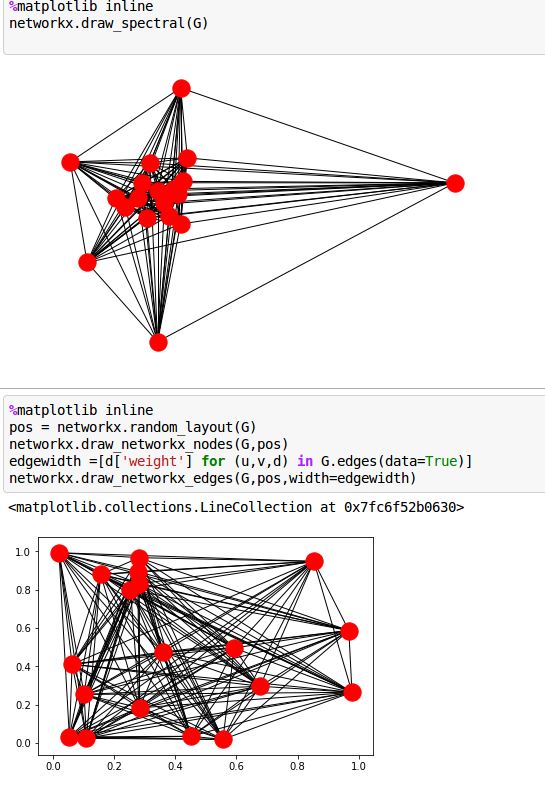 %matplotlib inline
networkx.draw_spectral(G)
%matplotlib inline
pos = networkx.random_layout(G)
networkx.draw_networkx_nodes(G,pos)
edgewidth =[d['weight'] for (u,v,d) in G.edges(data=True)]
networkx.draw_networkx_edges(G,pos,width=edgewidth)
<matplotlib.collections.LineCollection at 0x7fc6f52b0630>
1.0
0.8
0.6
0.4
0.2
0.0
0.0 0.2 0.4 0.6 0.8 1.0